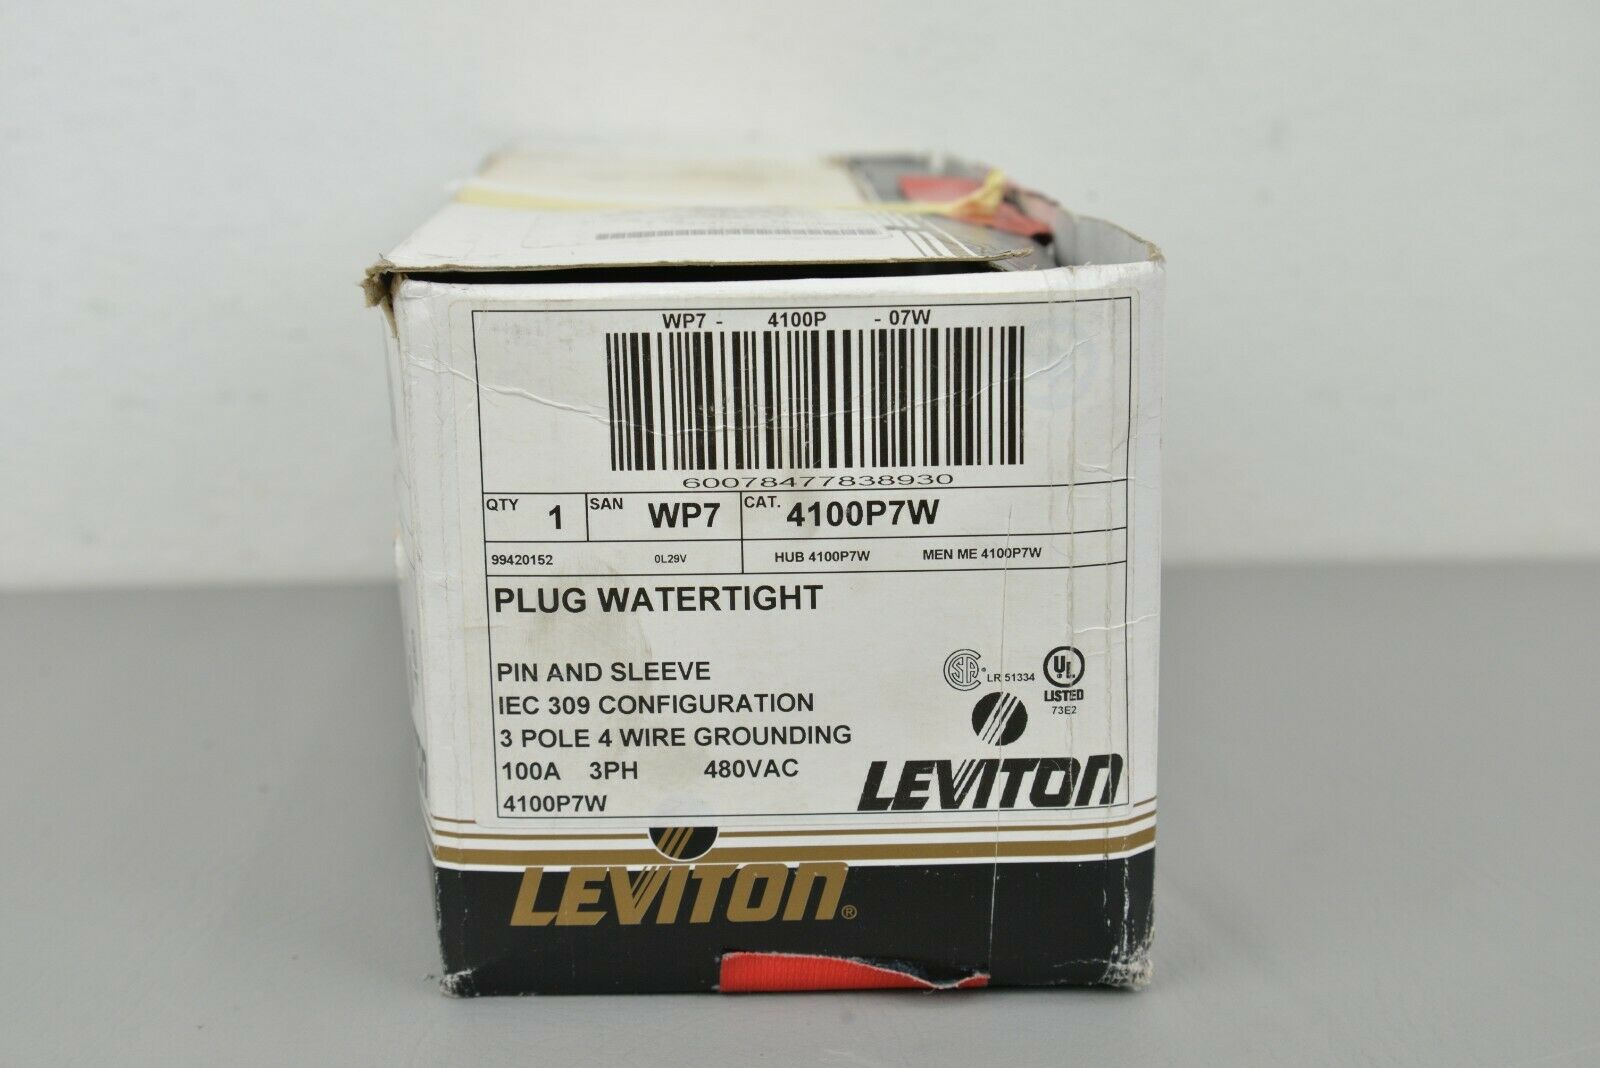 WP7 - 4100P - 07W
60078477838930
QTY 1 SAN WP7 CAT. 4100P7W
99420152 0L29V HUB 4100P7W MEN ME 4100P7W
PLUG WATERTIGHT
PIN AND SLEEVE
IEC 309 CONFIGURATION
3 POLE 4 WIRE GROUNDING
100A 3PH 480VAC
4100P7W
SA® LR 51334 UL
LISTED
73E2
LEVITON
LEVITON®